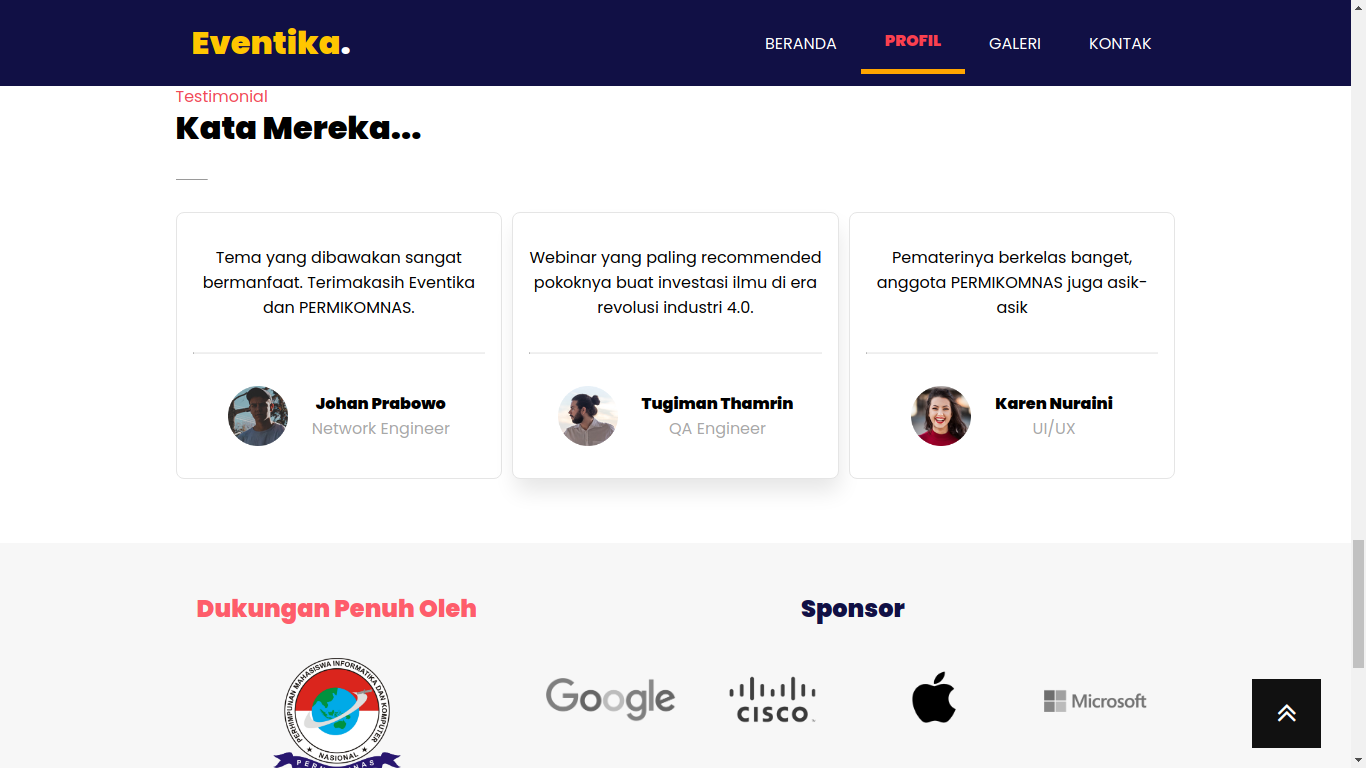 Eventika.
BERANDA
PROFIL
GALERI
KONTAK
Testimonial
Kata Mereka...
Tema yang dibawakan sangat
bermanfaat. Terimakasih Eventika
dan PERMIKOMNAS.
Johan Prabowo
Network Engineer
Webinar yang paling recommended
pokoknya buat investasi ilmu di era
revolusi industri 4.0.
Tugiman Thamrin
QA Engineer
Pematerinya berkelas banget,
anggota PERMIKOMNAS juga asik-
asik
Karen Nuraini
UI/UX
Dukungan Penuh Oleh
PERHIMPUNAN MAHASISWA INFORMATIKA DAN KOMPUTER
NASIONAL
Sponsor
Google
CISCO
Microsoft